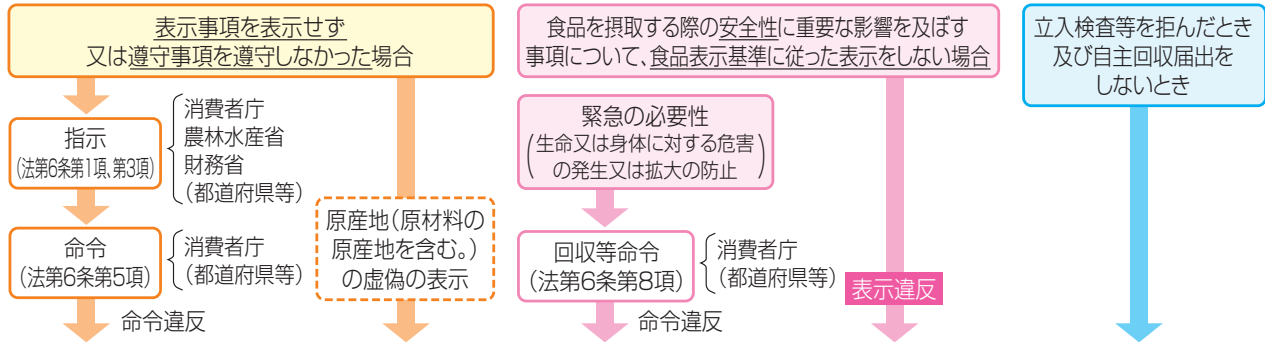 表示事項を表示せず
又は遵守事項を遵守しなかった場合
指示
(法第6条第1項、第3項)
消費者庁
農林水産省
財務省
(都道府県等)
命令
(法第6条第5項)
消費者庁
(都道府県等)
命令違反
原産地(原材料の
原産地を含む。)
の虚偽の表示
食品を摂取する際の安全性に重要な影響を及ぼす
事項について、食品表示基準に従った表示をしない場合
緊急の必要性
(生命又は身体に対する危害
の発生又は拡大の防止)
回収等命令
(法第6条第8項)
消費者庁
(都道府県等)
命令違反
表示違反
立入検査等を拒んだとき
及び自主回収届出を
しないとき